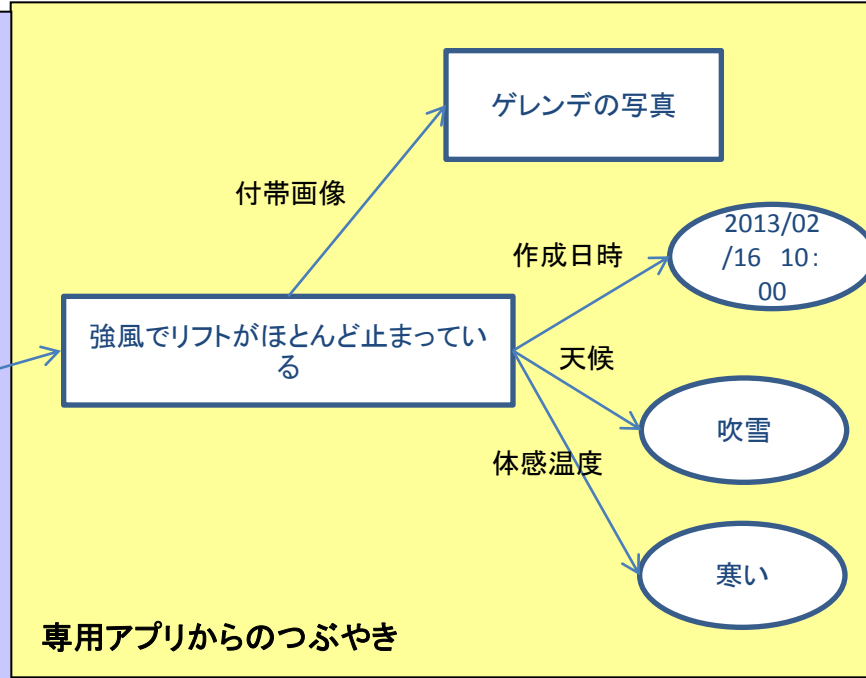 ゲレンデの写真
付帯画像
2013/02
/16 10:
00
作成日時
強風でリフトがほとんど止まってい
る
天候
吹雪
体感温度
寒い
専用アプリからのつぶやき